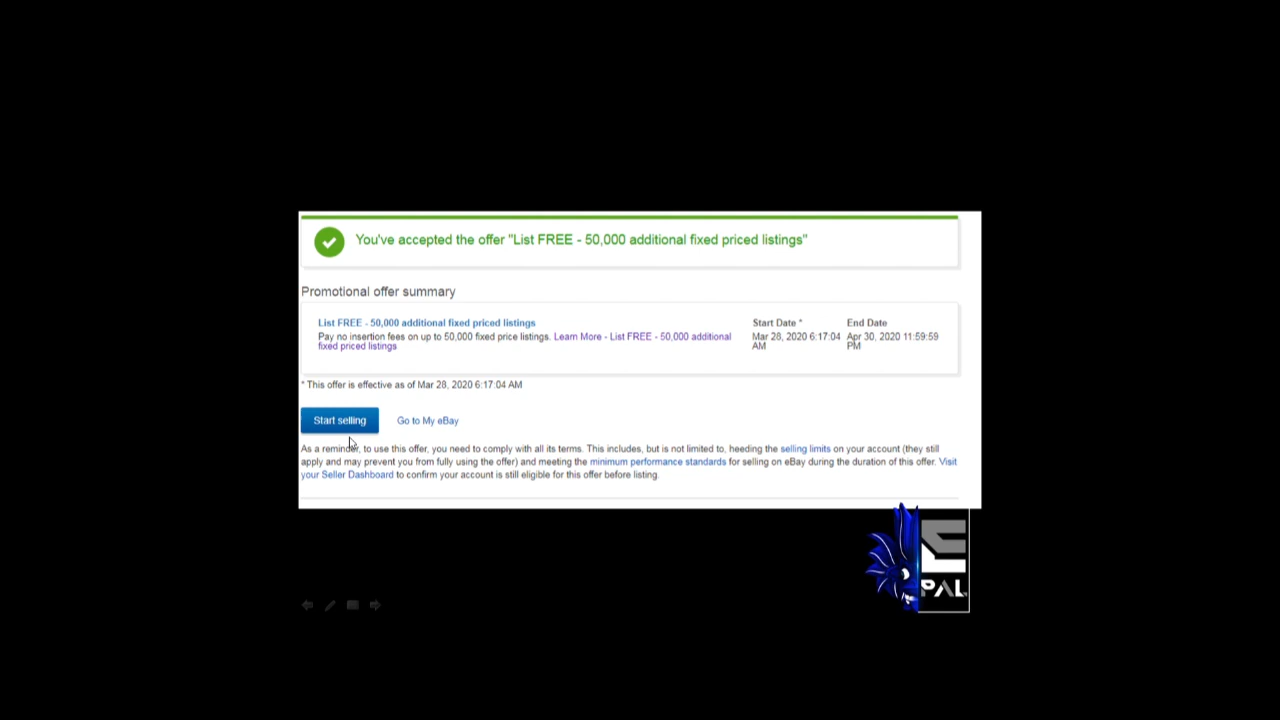 You've accepted the offer "List FREE - 50,000 additional fixed priced listings"
Promotional offer summary
List FREE - 50,000 additional fixed priced listings
Pay no insertion fees on up to 50,000 fixed price listings. Learn More - List FREE - 50,000 additional
fixed priced listings
Start Date *
Mar 28, 2020 6:17:04
AM
End Date
Apr 30, 2020 11:59:59
PM
* This offer is effective as of Mar 28, 2020 6:17:04 AM
Start selling
Go to My eBay
As a reminder, to use this offer, you need to comply with all its terms. This includes, but is not limited to, heeding the selling limits on your account (they still
apply and may prevent you from fully using the offer) and meeting the minimum performance standards for selling on eBay during the duration of this offer. Visit
your Seller Dashboard to confirm your account is still eligible for this offer before listing.
E
PAL